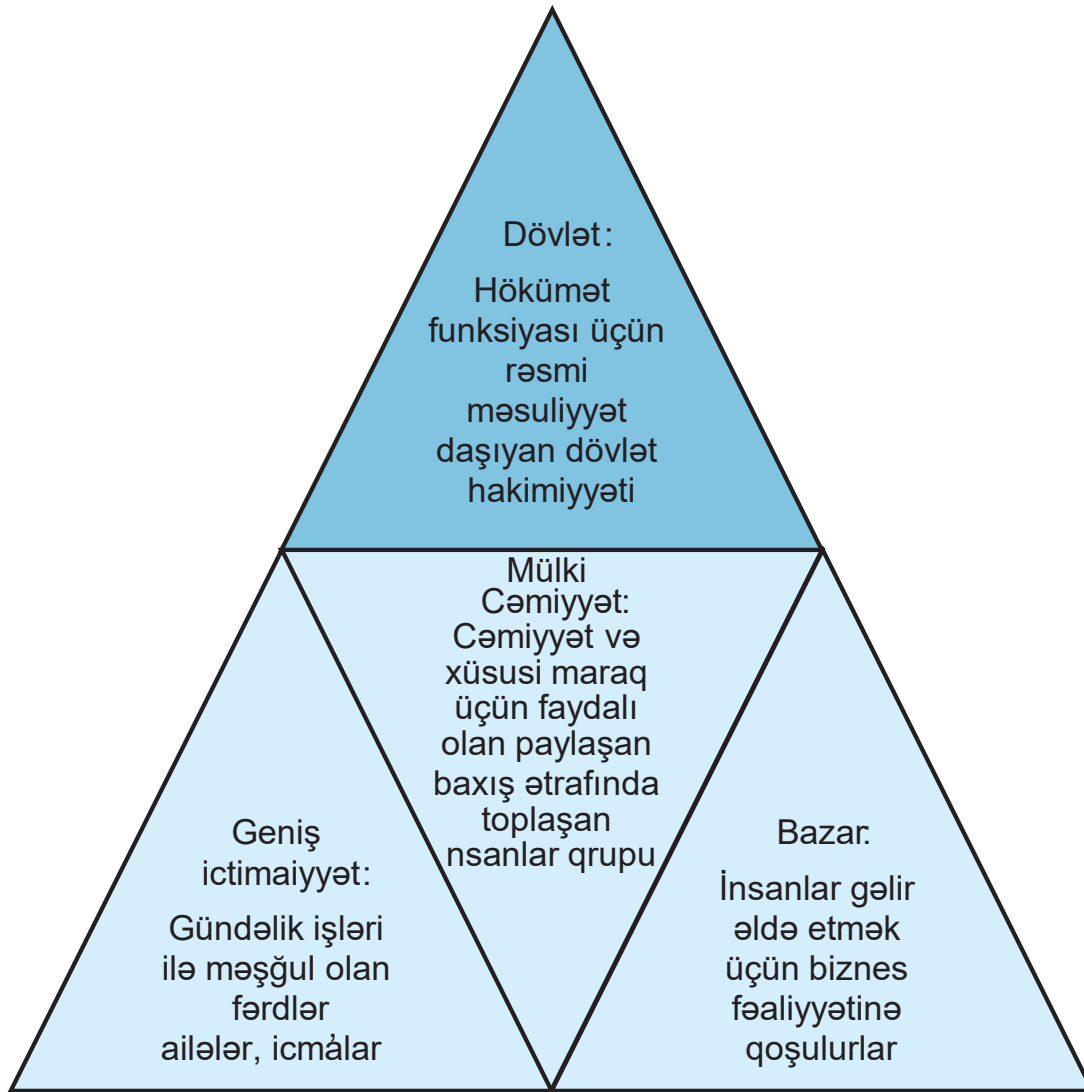 Dövlət:
Hökümət
funksiyası üçün
rəsmi
məsuliyyət
daşıyan dövlət
hakimiyyəti
Mülki
Cəmiyyət:
Cəmiyyət və
xüsusi maraq
üçün faydalı
olan paylaşan
baxış ətrafında
toplaşan
nsanlar qrupu
Geniş
ictimaiyyət:
Gündəlik işləri
ilə məşğul olan
fərdlər
ailələr, icmalar
Bazar:
İnsanlar gəlir
əldə etmək
üçün biznes
fəaliyyətinə
qoşulurlar